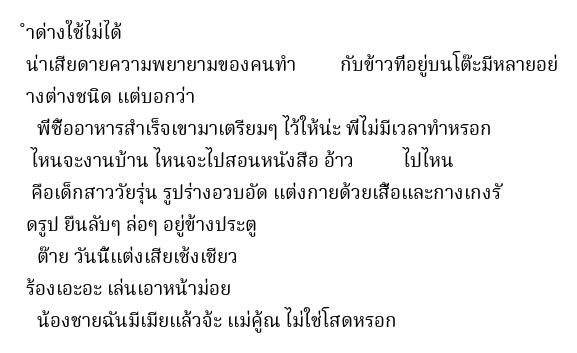 ำด่างใช้ไม่ได้
น่าเสียดายความพยายามของคนทำ กับข้าวที่อยู่บนโต๊ะมีหลายอย่
างต่างชนิด แต่บอกว่า
พี่ซื้ออาหารสำเร็จเขามาเตรียมๆ ไว้ให้น่ะ พี่ไม่มีเวลาทำหรอก
ไหนจะงานบ้าน ไหนจะไปสอนหนังสือ อ้าว ไปไหน
คือเด็กสาววัยรุ่น รูปร่างอวบอัด แต่งกายด้วยเสื้อและกางเกงรั
ดรูป ยืนลับๆ ล่อๆ อยู่ข้างประตู
ต๊าย วันนี้แต่งเสียเช้งเชียว
ร้องเอะอะ เล่นเอาหน้าม่อย
น้องชายฉันมีเมียแล้วจ้ะ แม่คู้ณ ไม่ใช่โสดหรอก